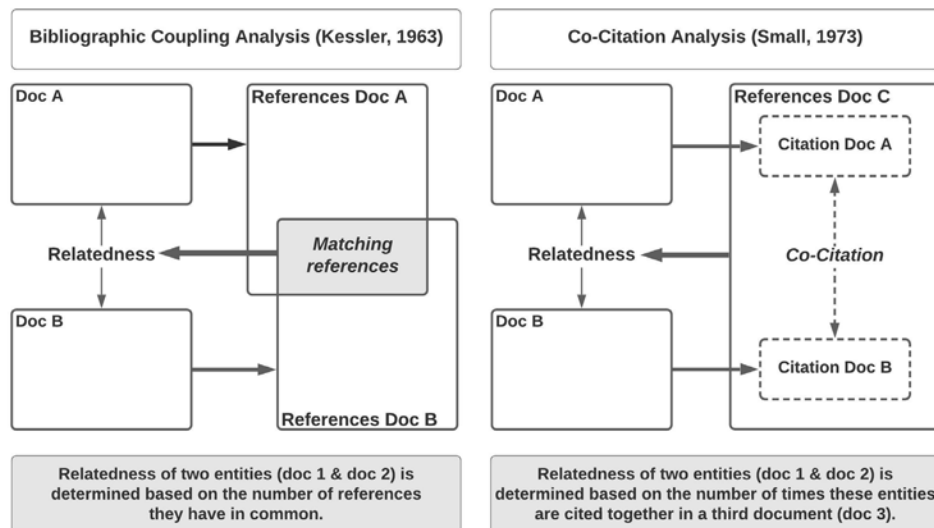 Bibliographic Coupling Analysis (Kessler, 1963)
Doc A
References Doc A
Relatedness
Matching
references
Doc B
References Doc B
Relatedness of two entities (doc 1 & doc 2) is
determined based on the number of references
they have in common.
Co-Citation Analysis (Small, 1973)
Doc A
References Doc C
Citation Doc A
Relatedness
Co-Citation
Doc B
Citation Doc B
Relatedness of two entities (doc 1 & doc 2) is
determined based on the number of times these entities
are cited together in a third document (doc 3).